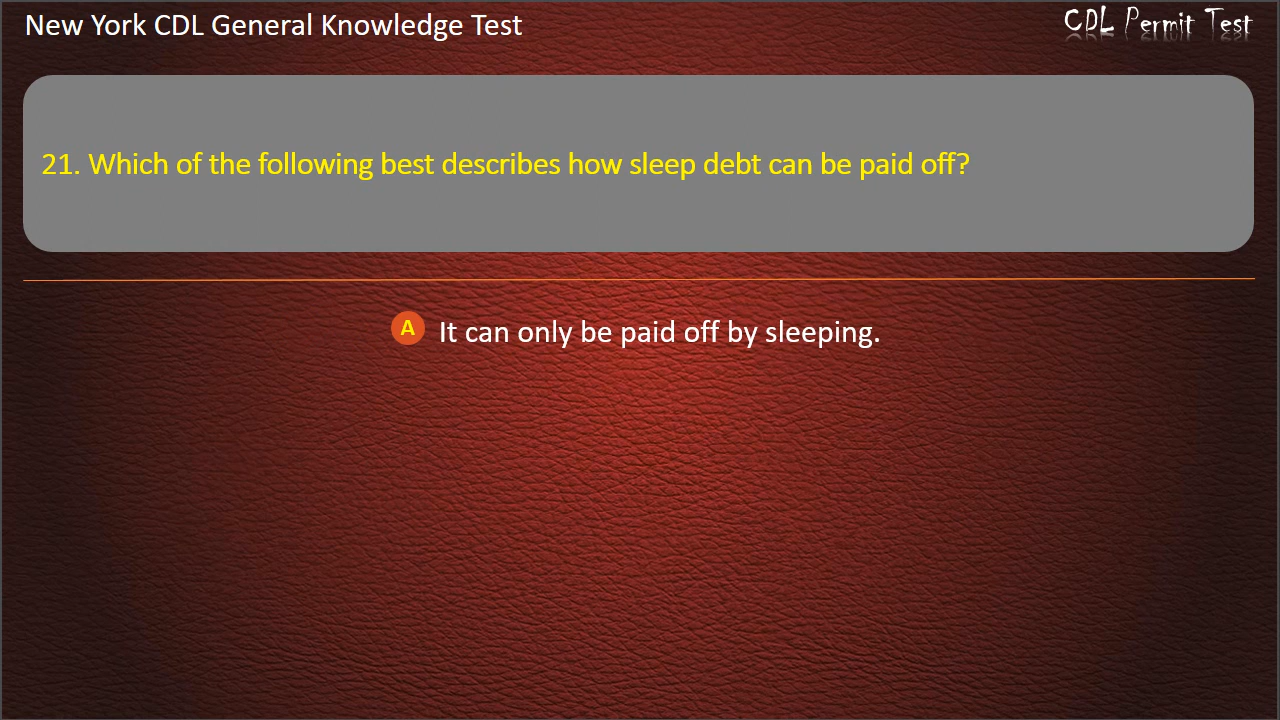 New York CDL General Knowledge Test
CDL Permit Test
21. Which of the following best describes how sleep debt can be paid off?
A It can only be paid off by sleeping.